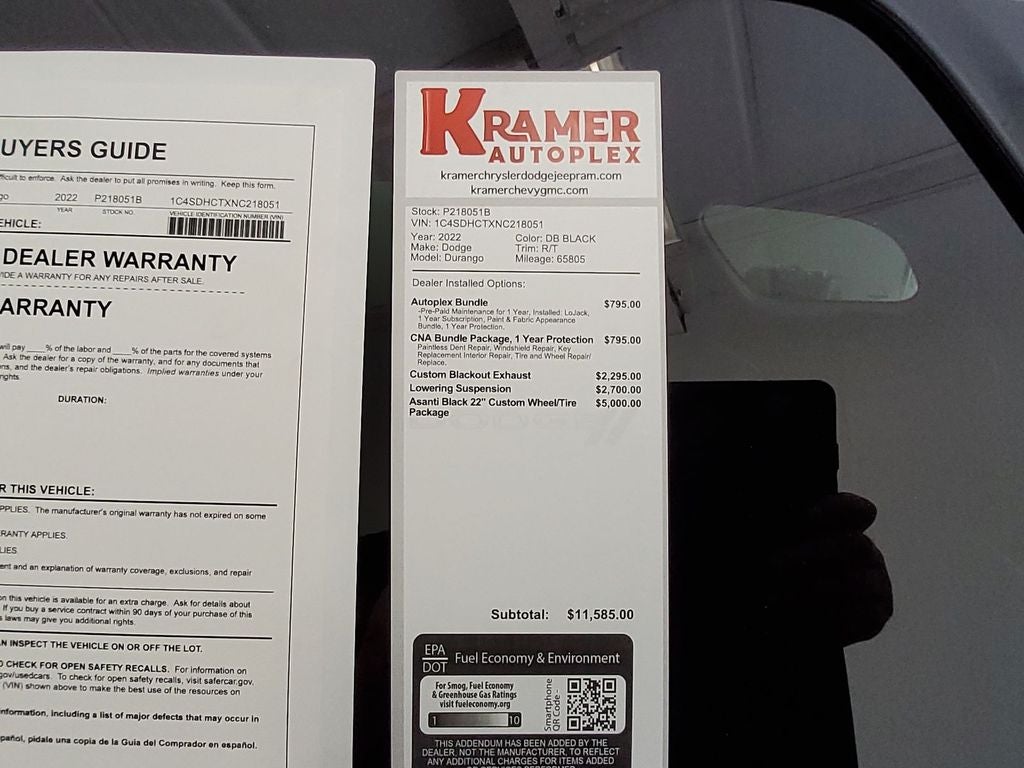 UYERS GUIDE
fficult to enforce. Ask the dealer to put all promises in writing. Keep this form.
go 2022 P218051B 1C4SDHCTXNC218051
YEAR STOCK NO. VEHICLE IDENTIFICATION NUMBER (VIN)
EHICLE:
DEALER WARRANTY
IDE A WARRANTY FOR ANY REPAIRS AFTER SALE.
ARRANTY
will pay ____% of the labor and ____% of the parts for the covered systems
Ask the dealer for a copy of the warranty, and for any documents that
ns, and the dealer's repair obligations. Implied warranties under your
rights.
DURATION:
R THIS VEHICLE:
PPLIES. The manufacturer's original warranty has not expired on some
RANTY APPLIES.
LIES
ent and an explanation of warranty coverage, exclusions, and repair
on this vehicle is available for an extra charge. Ask for details about
If you buy a service contract within 90 days of your purchase of this
s laws may give you additional rights.
AN INSPECT THE VEHICLE ON OR OFF THE LOT.
O CHECK FOR OPEN SAFETY RECALLS. For information on
gov/usedcars. To check for open safety recalls, visit safercar.gov.
(VIN) shown above to make the best use of the resources on
nformation, including a list of major defects that may occur in
pañol, pidale una copia de la Guia del Comprador en español.
KRAMER
AUTOPLEX
kramerchryslerdodgejeepram.com
kramerchevygmc.com
Stock: P218051B
VIN: 1C4SDHCTXNC218051
Year: 2022 Color: DB BLACK
Make: Dodge Trim: R/T
Model: Durango Mileage: 65805
Dealer Installed Options:
Autoplex Bundle $795.00
-Pre-Paid Maintenance for 1 Year, Installed: LoJack,
1 Year Subscription, Paint & Fabric Appearance
Bundle, 1 Year Protection.
CNA Bundle Package, 1 Year Protection $795.00
Paintless Dent Repair, Windshield Repair, Key
Replacement Interior Repair, Tire and Wheel Repair/
Replace.
Custom Blackout Exhaust $2,295.00
Lowering Suspension $2,700.00
Asanti Black 22" Custom Wheel/Tire $5,000.00
Package
Subtotal: $11,585.00
EPA
DOT Fuel Economy & Environment
For Smog, Fuel Economy
& Greenhouse Gas Ratings
visit fueleconomy.org
1 10
Smartphone
QR Code -
THIS ADDENDUM HAS BEEN ADDED BY THE
DEALER, NOT THE MANUFACTURER, TO REFLECT
ANY ADDITIONAL CHARGES FOR ITEMS ADDED